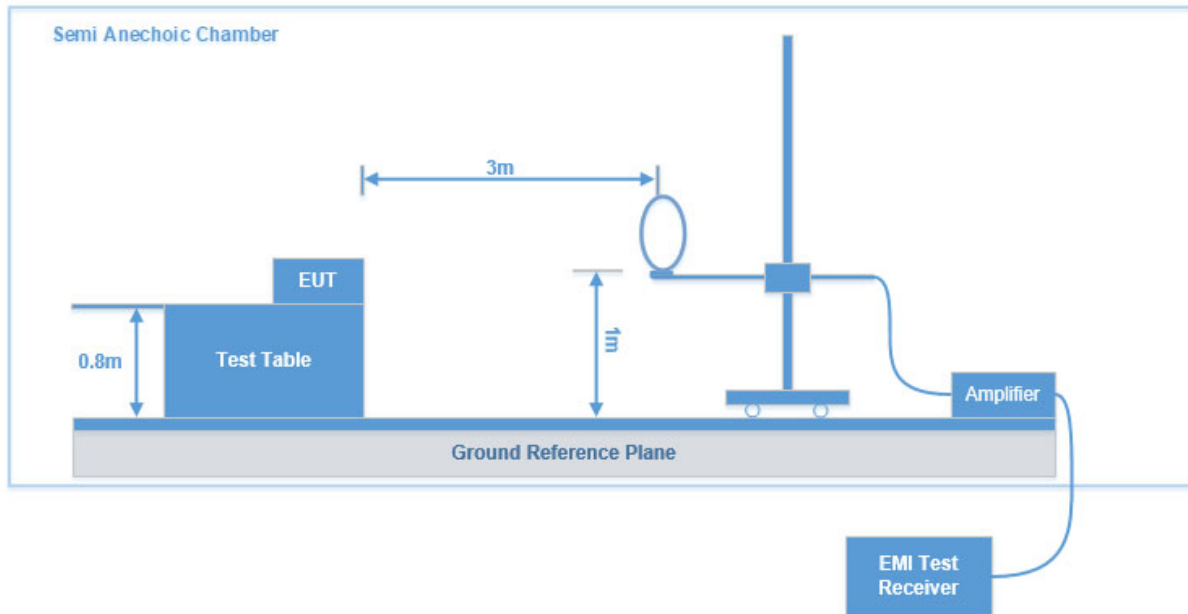 Semi Anechoic Chamber
3m
EUT
1m
0.8m
Test Table
Amplifier
Ground Reference Plane
EMI Test
Receiver